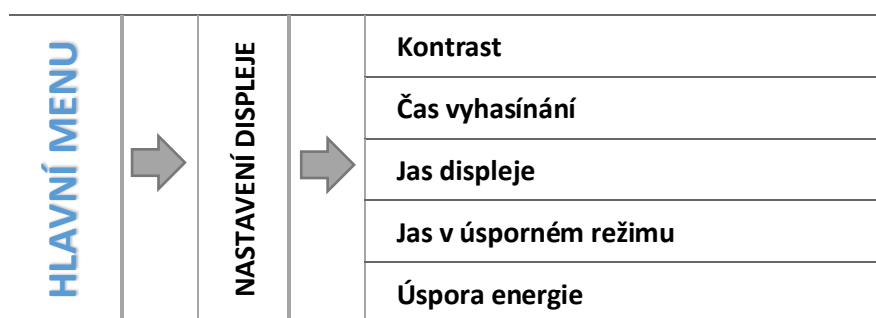 HLAVNÍ MENU
NASTAVENÍ DISPLEJE
Kontrast
Čas vyhasínání
Jas displeje
Jas v úsporném režimu
Úspora energie